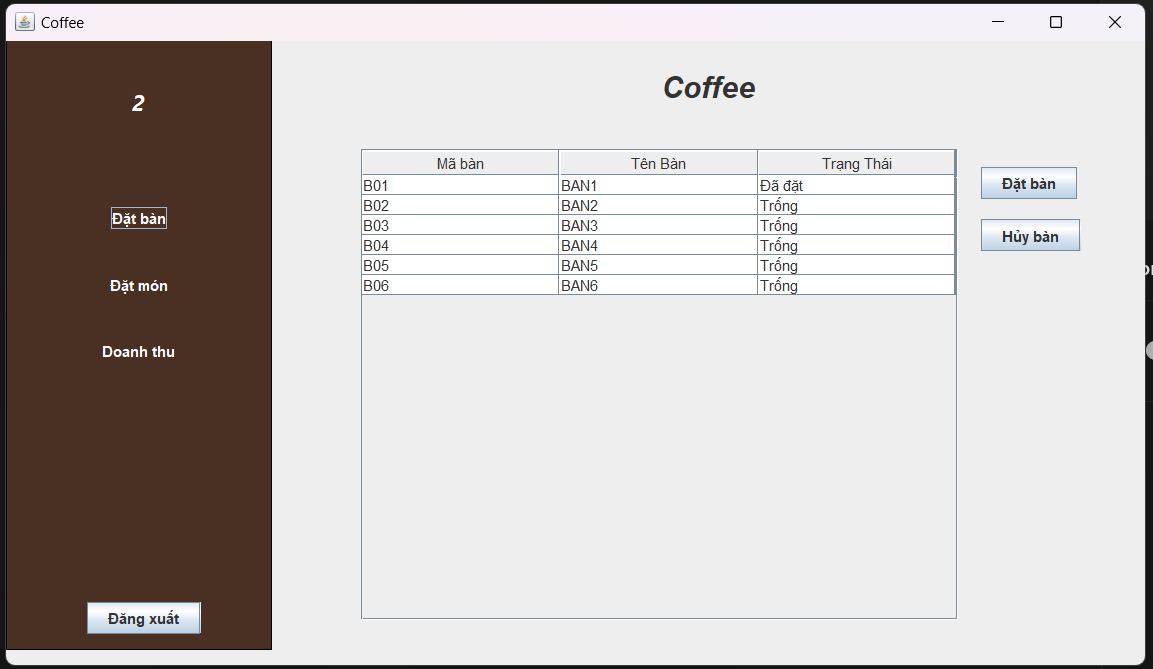 Coffee
2
Đặt bàn
Đặt món
Doanh thu
Đăng xuất
Coffee
Mã bàn Tên Bàn Trạng Thái
B01 BAN1 Đã đặt
B02 BAN2 Trống
B03 BAN3 Trống
B04 BAN4 Trống
B05 BAN5 Trống
B06 BAN6 Trống
Đặt bàn
Hủy bàn